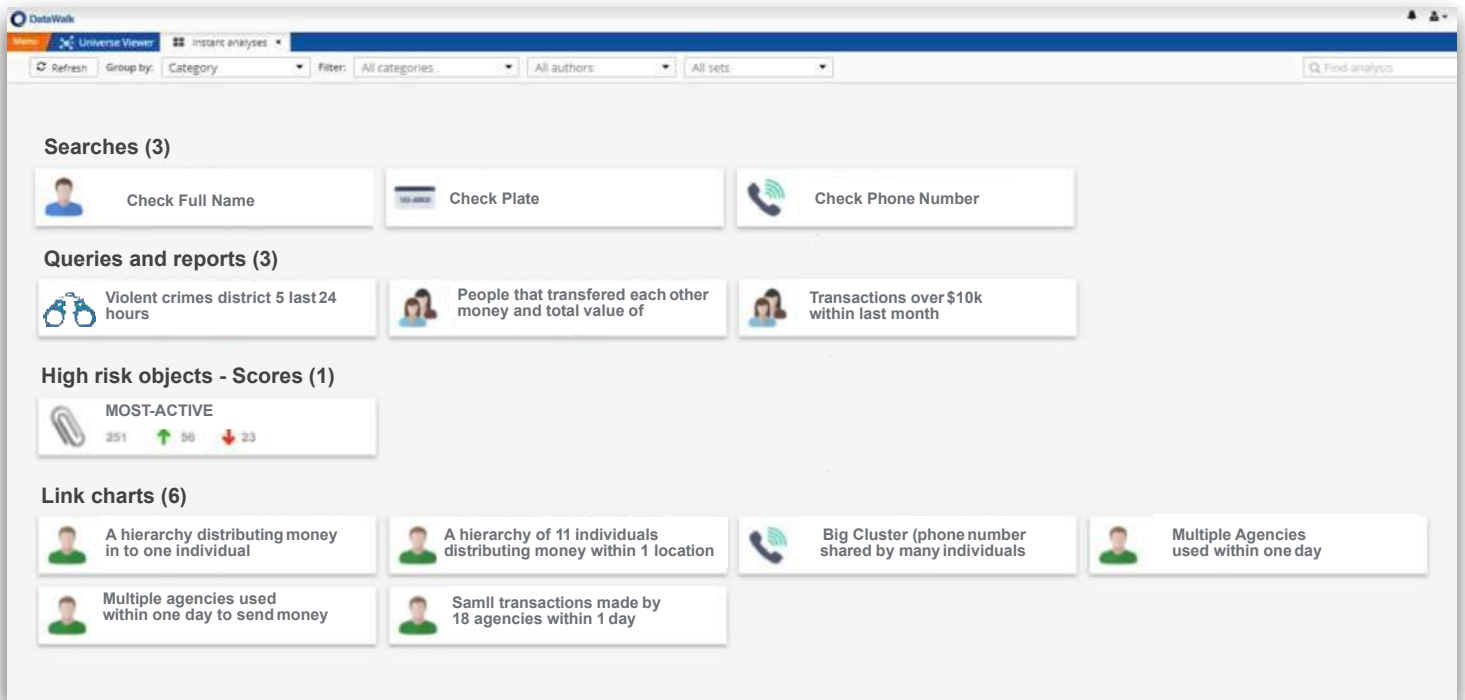 DataWalk
Menu Universe Viewer Instant analyses
Refresh Group by: Category Filter: All categories All authors All sets Find analysis
Searches (3)
Check Full Name
Check Plate
Check Phone Number
Queries and reports (3)
Violent crimes district 5 last 24
hours
People that transfered each other
money and total value of
Transactions over $10k
within last month
High risk objects - Scores (1)
MOST-ACTIVE
251 56 23
Link charts (6)
A hierarchy distributing money
in to one individual
A hierarchy of 11 individuals
distributing money within 1 location
Big Cluster (phone number
shared by many individuals
Multiple Agencies
used within one day
Multiple agencies used
within one day to send money
Samll transactions made by
18 agencies within 1 day